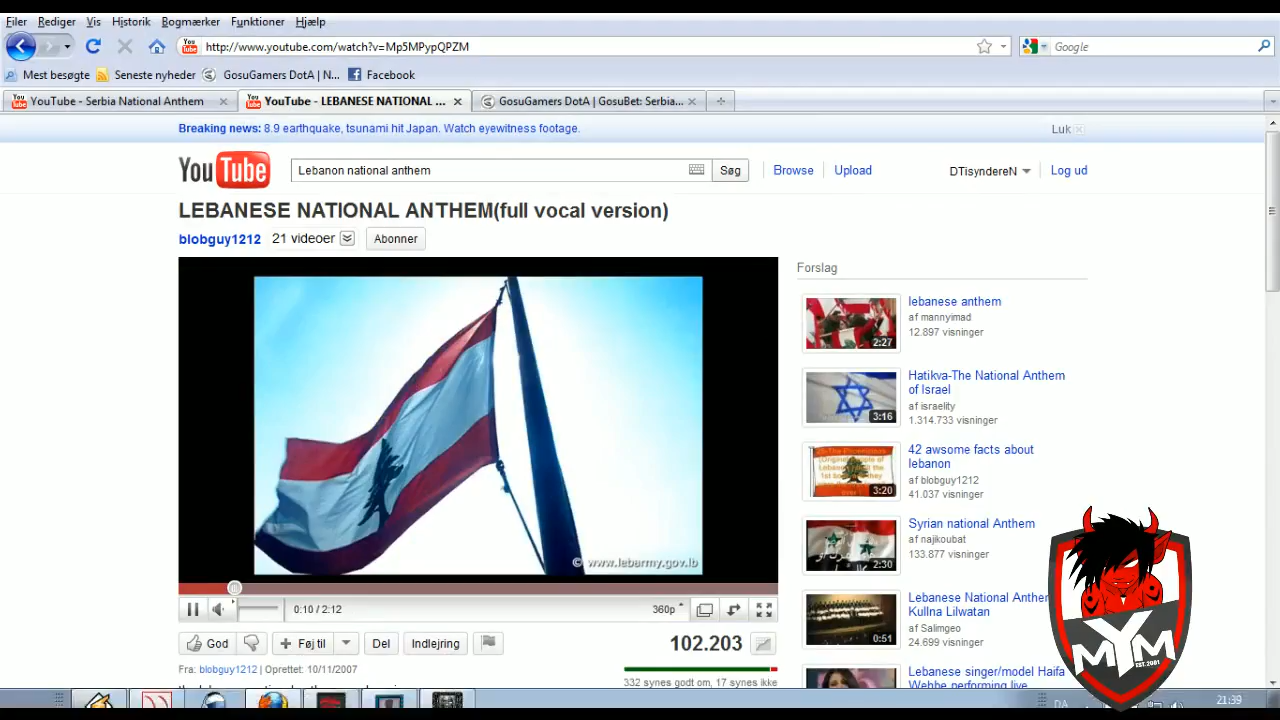 Filer Rediger Vis Historik Bogmærker Funktioner Hjælp
http://www.youtube.com/watch?v=Mp5MPypQPZM
Google
Mest besøgte Seneste nyheder GosuGamers DotA | N... Facebook
YouTube - Serbia National Anthem
YouTube - LEBANESE NATIONAL ...
GosuGamers DotA | GosuBet: Serbia...
Breaking news: 8.9 earthquake, tsunami hit Japan. Watch eyewitness footage.
Luk
YouTube
Lebanon national anthem
Søg
Browse
Upload
DTisyndereN
Log ud
LEBANESE NATIONAL ANTHEM(full vocal version)
blobguy1212 21 videoer Abonner
© www.lebarmy.gov.lb
0:10 / 2:12
360p
God
Føj til
Del
Indlejring
102.203
Fra: blobguy1212 | Oprettet: 10/11/2007
332 synes godt om, 17 synes ikke
Forslag
2:27
lebanese anthem
af mannyimad
12.897 visninger
3:16
Hatikva-The National Anthem
of Israel
af israelity
1.314.733 visninger
3:20
42 awsome facts about
lebanon
af blobguy1212
41.037 visninger
2:30
Syrian national Anthem
af najikoubat
133.877 visninger
0:51
Lebanese National Anthem
Kullna Lilwatan
af Salimgeo
24.699 visninger
Lebanese singer/model Haifa
Wehbe performing live
MYM
EST.2001
DA
21:39